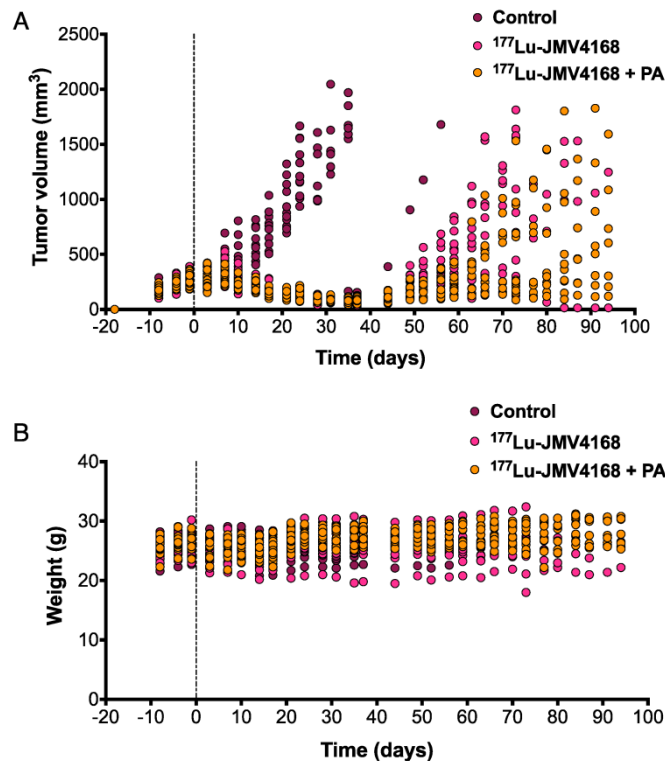 A
Control
¹⁷⁷Lu-JMV4168
¹⁷⁷Lu-JMV4168 + PA
Tumor volume (mm³)
2500
2000
1500
1000
500
0
-20 -10 0 10 20 30 40 50 60 70 80 90 100
Time (days)
B
Control
¹⁷⁷Lu-JMV4168
¹⁷⁷Lu-JMV4168 + PA
Weight (g)
40
30
20
10
0
-20 -10 0 10 20 30 40 50 60 70 80 90 100
Time (days)